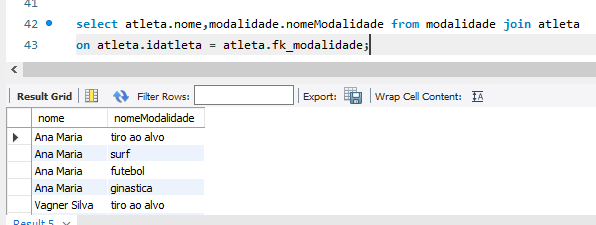 41
42 select atleta.nome,modalidade.nomeModalidade from modalidade join atleta
43 on atleta.idatleta = atleta.fk_modalidade;
Result Grid Filter Rows: Export: Wrap Cell Content: IA
nome nomeModalidade
Ana Maria tiro ao alvo
Ana Maria surf
Ana Maria futebol
Ana Maria ginastica
Vagner Silva tiro ao alvo
Result 5